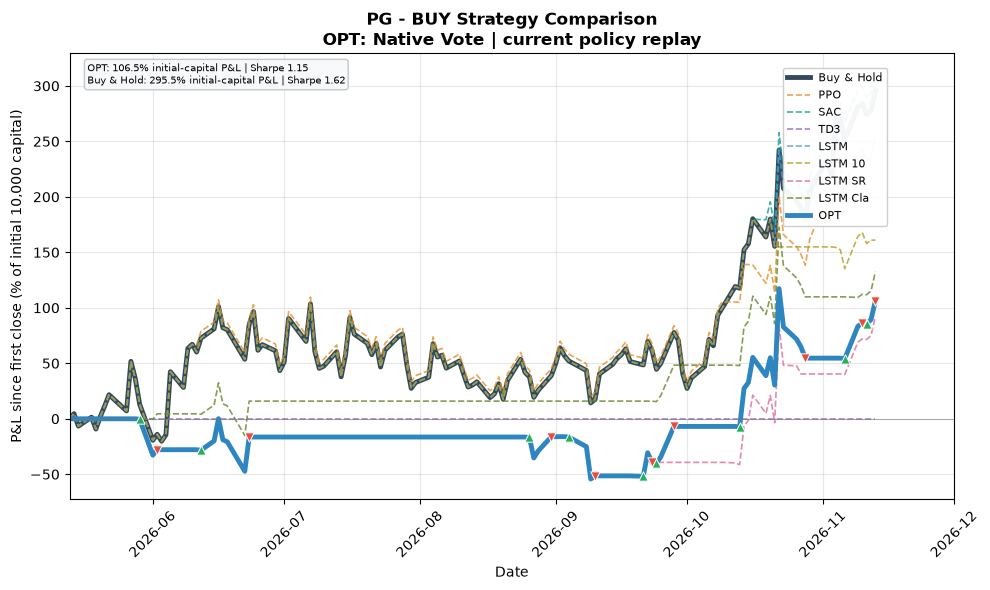 PG - BUY Strategy Comparison
OPT: Native Vote | current policy replay
OPT: 106.5% initial-capital P&L | Sharpe 1.15
Buy & Hold: 295.5% initial-capital P&L | Sharpe 1.62
Buy & Hold
PPO
SAC
TD3
LSTM
LSTM 10
LSTM SR
LSTM Cla
OPT
P&L since first close (% of initial 10,000 capital)
300
250
200
150
100
50
0
−50
2026-06
2026-07
2026-08
2026-09
2026-10
2026-11
2026-12
Date